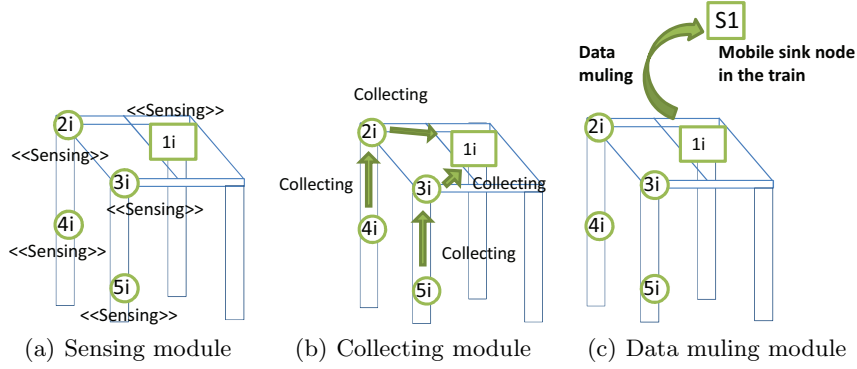 <<Sensing>>
2i
1i
<<Sensing>>
3i
<<Sensing>>
4i
<<Sensing>>
5i
<<Sensing>>
(a) Sensing module
Collecting
2i
1i
Collecting
3i
Collecting
4i
Collecting
5i
(b) Collecting module
S1
Data
muling
Mobile sink node
in the train
2i
1i
3i
4i
5i
(c) Data muling module